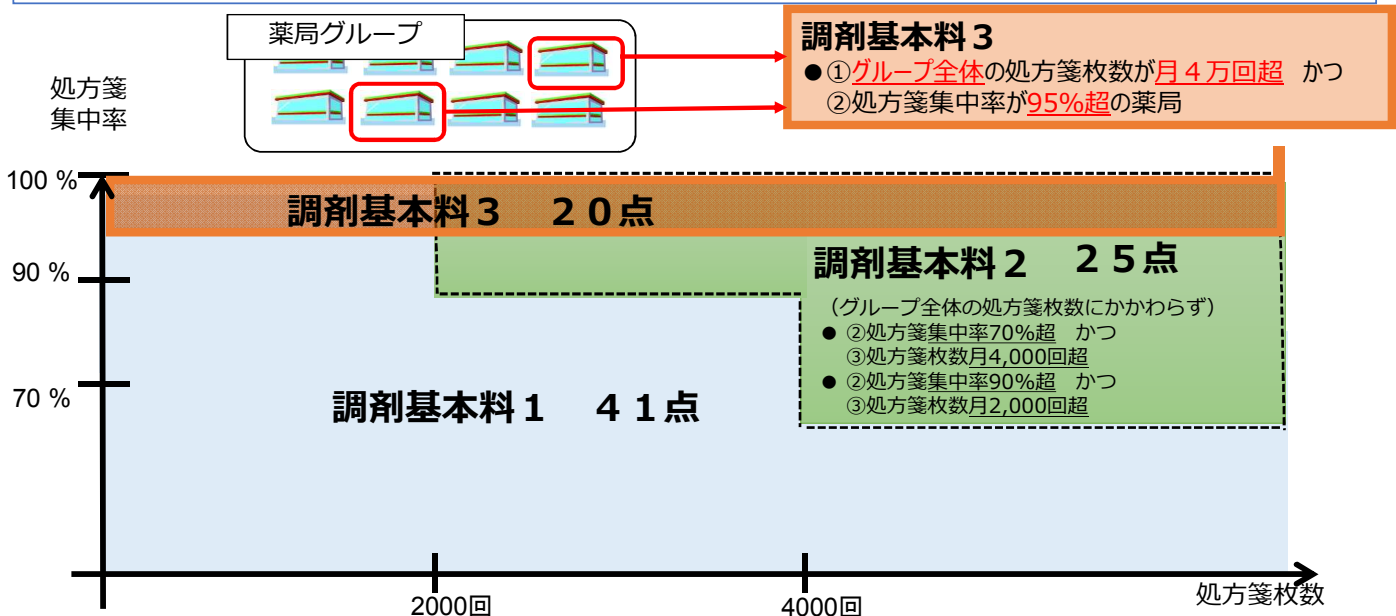 薬局グループ
処方箋
集中率
調剤基本料３
●①グループ全体の処方箋枚数が月４万回超　かつ
②処方箋集中率が95%超の薬局
100 %
調剤基本料３　２０点
90 %
調剤基本料２　２５点
（グループ全体の処方箋枚数にかかわらず）
● ②処方箋集中率70%超　かつ
③処方箋枚数月4,000回超
● ②処方箋集中率90%超　かつ
③処方箋枚数月2,000回超
70 %
調剤基本料１　４１点
2000回
4000回
処方箋枚数